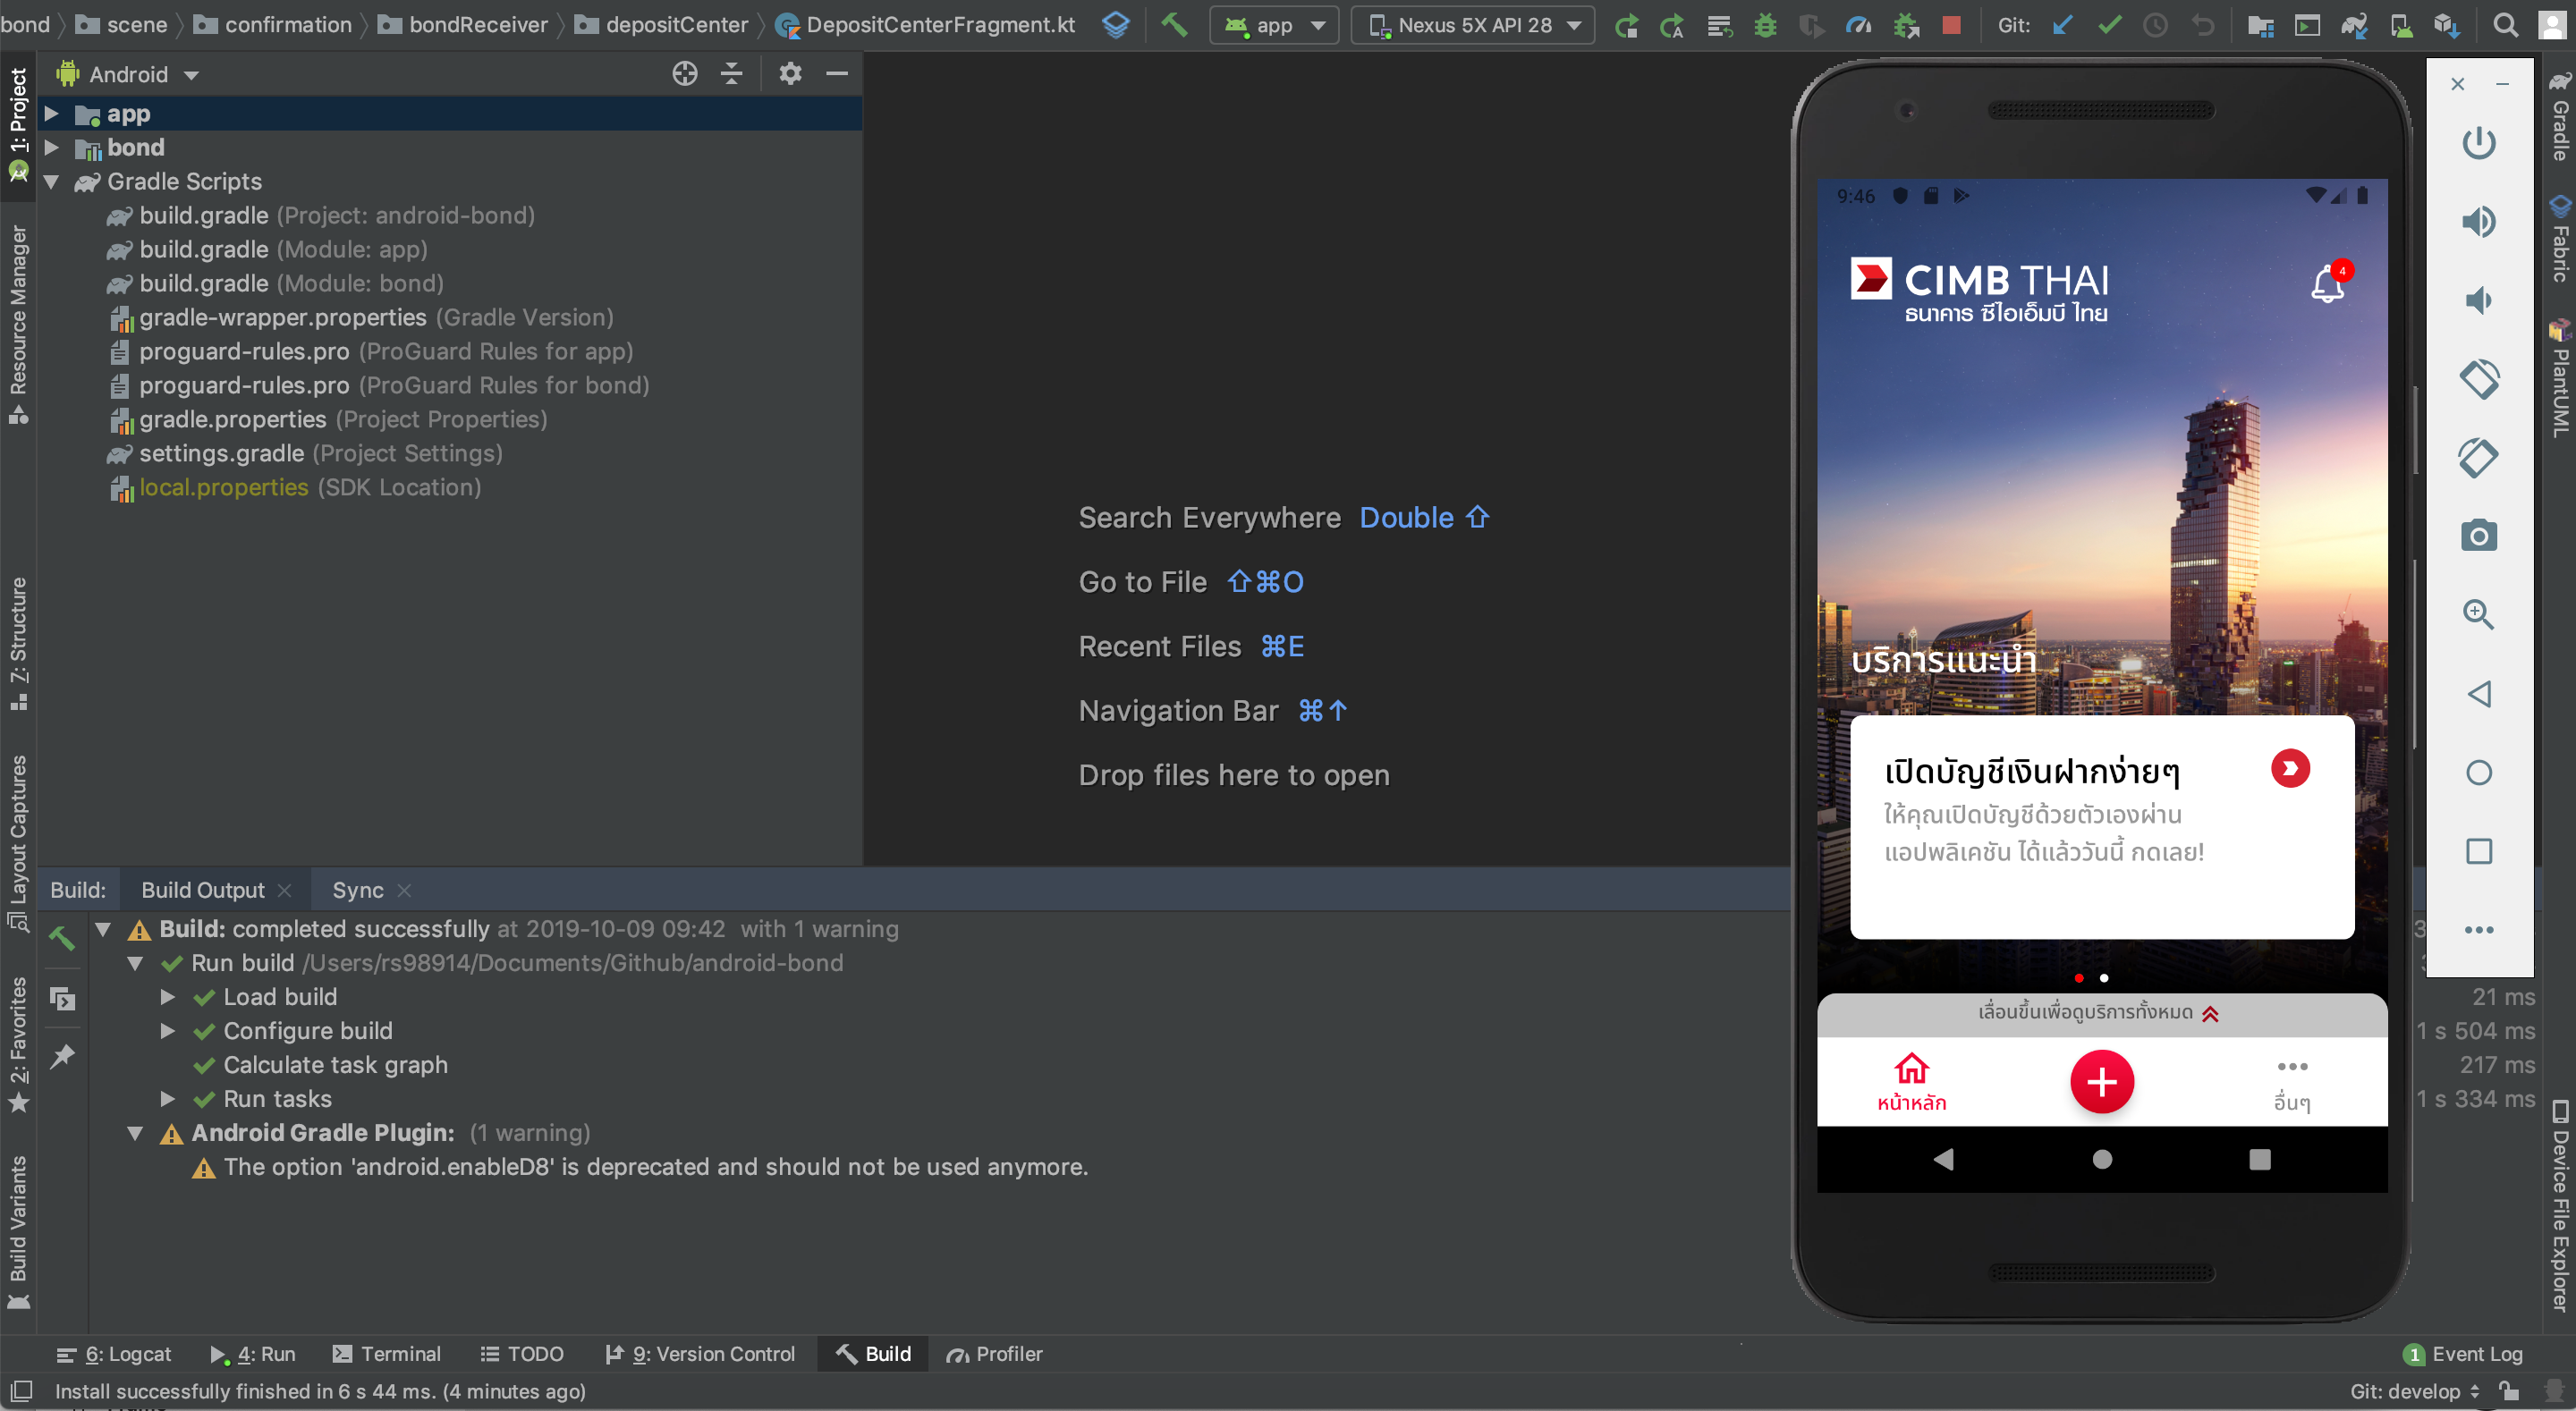 bond
scene
confirmation
bondReceiver
depositCenter
DepositCenterFragment.kt
app
Nexus 5X API 28
Git:
Android
1: Project
Resource Manager
7: Structure
Layout Captures
2: Favorites
Build Variants
app
bond
Gradle Scripts
build.gradle (Project: android-bond)
build.gradle (Module: app)
build.gradle (Module: bond)
gradle-wrapper.properties (Gradle Version)
proguard-rules.pro (ProGuard Rules for app)
proguard-rules.pro (ProGuard Rules for bond)
gradle.properties (Project Properties)
settings.gradle (Project Settings)
local.properties (SDK Location)
Search Everywhere Double ⇧
Go to File ⇧⌘O
Recent Files ⌘E
Navigation Bar ⌘↑
Drop files here to open
9:46
CIMB THAI
ธนาคาร ซีไอเอ็มบี ไทย
4
บริการแนะนำ
เปิดบัญชีเงินฝากง่ายๆ
ให้คุณเปิดบัญชีด้วยตัวเองผ่าน
แอปพลิเคชัน ได้แล้ววันนี้ กดเลย!
เลื่อนขึ้นเพื่อดูบริการทั้งหมด
หน้าหลัก
อื่นๆ
Gradle
Fabric
PlantUML
Device File Explorer
Build:
Build Output
Sync
Build: completed successfully at 2019-10-09 09:42 with 1 warning
Run build /Users/rs98914/Documents/Github/android-bond
Load build
21 ms
Configure build
1 s 504 ms
Calculate task graph
217 ms
Run tasks
1 s 334 ms
Android Gradle Plugin: (1 warning)
The option 'android.enableD8' is deprecated and should not be used anymore.
6: Logcat
4: Run
Terminal
TODO
9: Version Control
Build
Profiler
1 Event Log
Install successfully finished in 6 s 44 ms. (4 minutes ago)
Git: develop